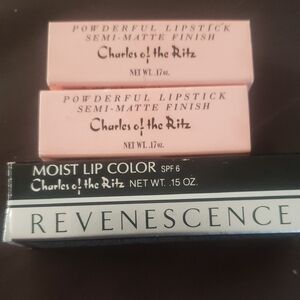 POWDERFUL LIPSTICK
SEMI-MATTE FINISH
Charles of the Ritz
NET WT. .17 oz.
POWDERFUL LIPSTICK
SEMI-MATTE FINISH
Charles of the Ritz
NET WT. .17 oz.
MOIST LIP COLOR SPF 6
Charles of the Ritz NET WT. .15 OZ.
REVENESCENCE